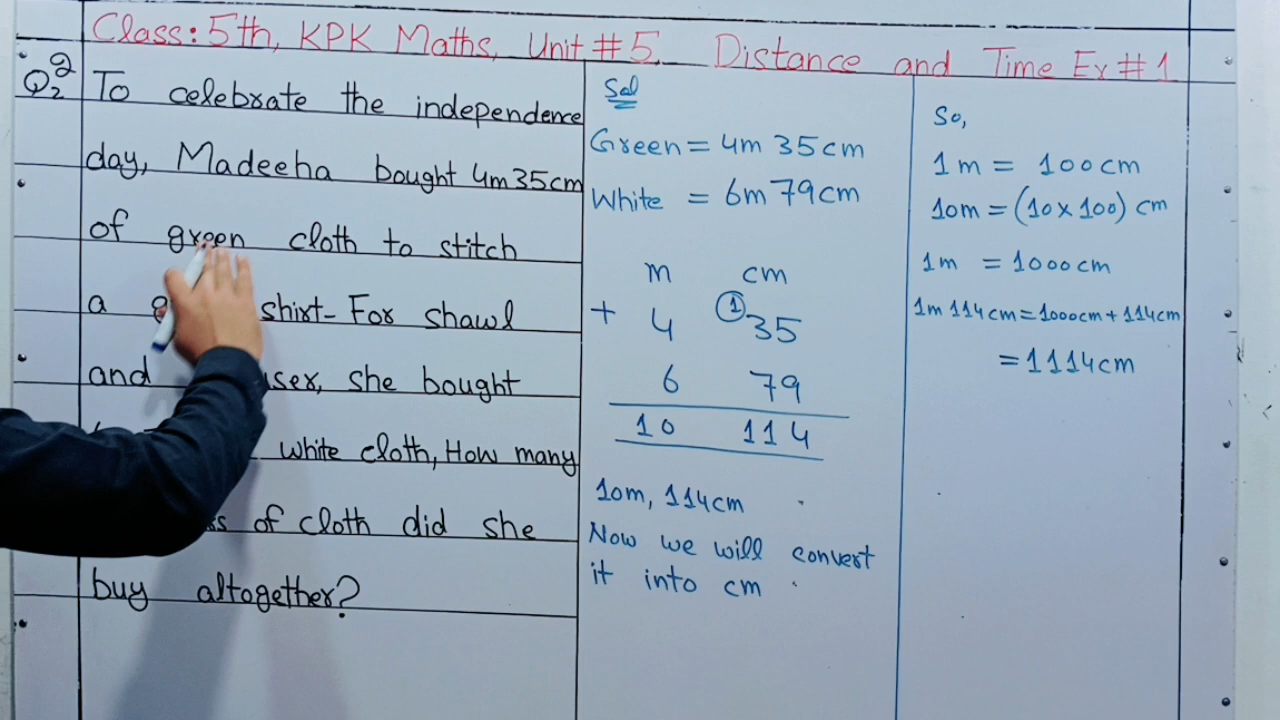 Class: 5th, KPK Maths, Unit # 5. Distance and Time Ex # 1
Q2 To celebrate the independence
day, Madeeha bought 4m 35cm
of green cloth to stitch
a shirt- For shawl
and she bought
white cloth, How many
of cloth did she
buy altogether?
Sol
Green = 4m 35cm
White = 6m 79cm
m cm
+ 4 1 35
6 79
10 114
10m, 114cm
Now we will convert
it into cm
So,
1m = 100cm
10m = (10 x 100) cm
1m = 1000cm
1m 114cm = 1000cm + 114cm
= 1114cm